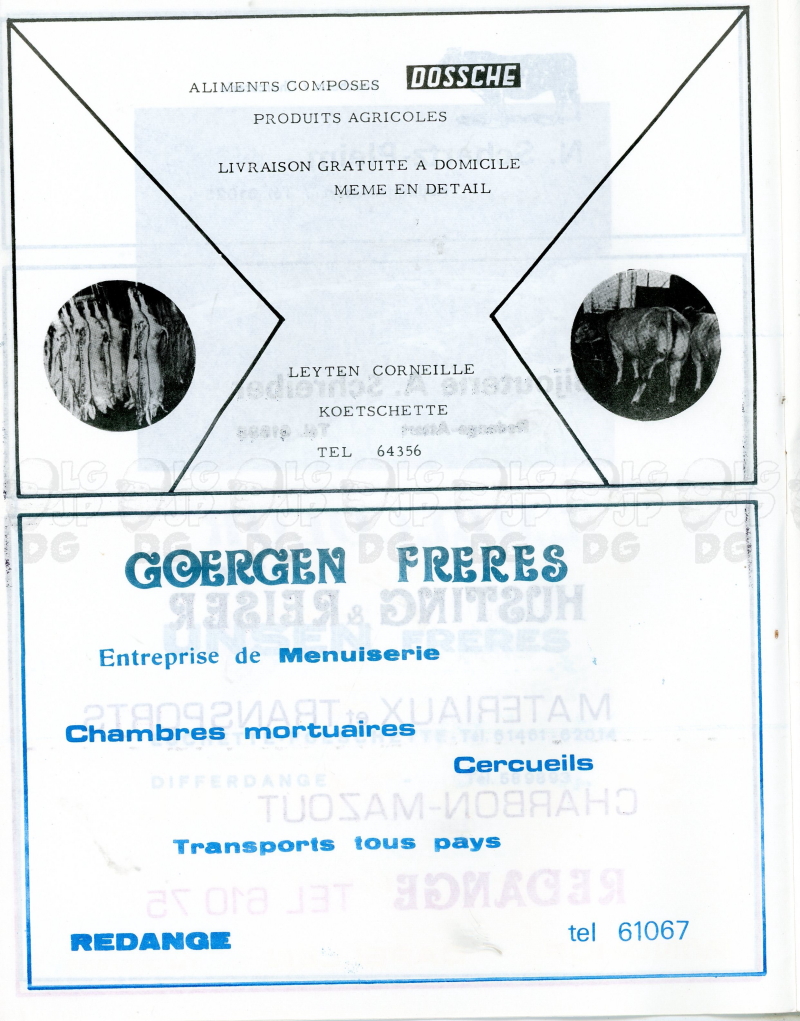 ALIMENTS COMPOSES DOSSCHE
PRODUITS AGRICOLES
LIVRAISON GRATUITE A DOMICILE
MEME EN DETAIL
LEYTEN CORNEILLE
KOETSCHETTE
TEL 64356
GOERGEN FRERES
Entreprise de Menuiserie
Chambres mortuaires
Cercueils
Transports tous pays
REDANGE tel 61067